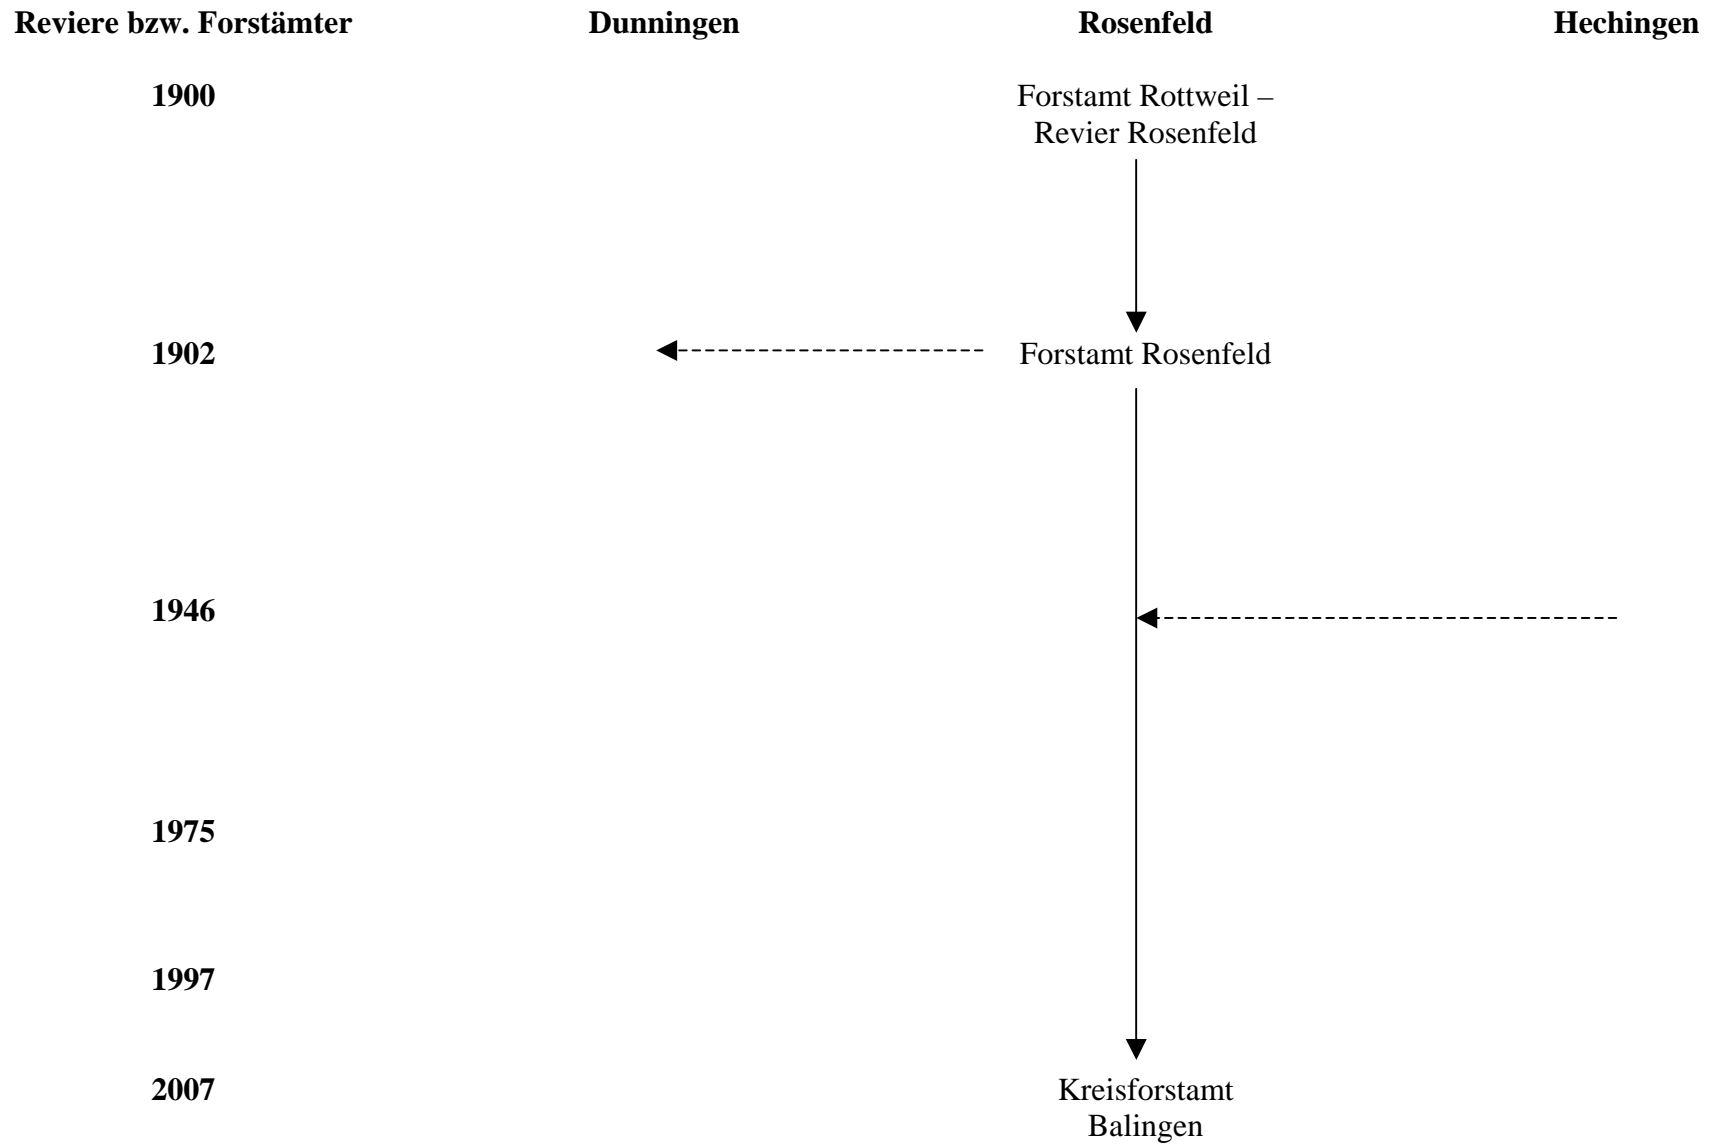 Reviere bzw. Forstämter Dunningen Rosenfeld Hechingen
1900 Forstamt Rottweil –
Revier Rosenfeld
1902 Forstamt Rosenfeld
1946
1975
1997
2007 Kreisforstamt
Balingen